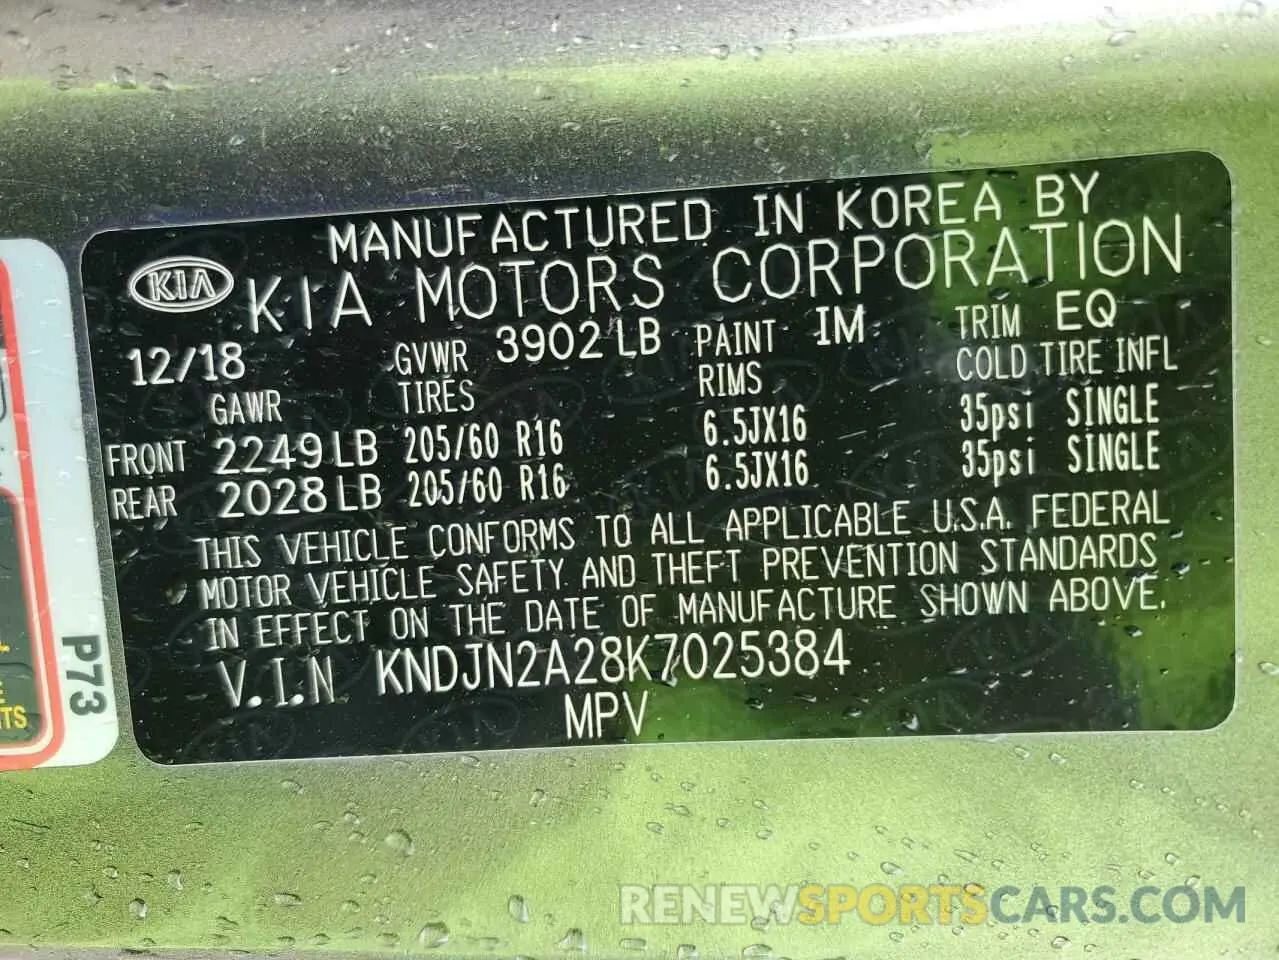 MANUFACTURED IN KOREA BY
KIA KIA MOTORS CORPORATION
12/18 GVWR 3902 LB PAINT IM TRIM EQ
GAWR TIRES RIMS COLD TIRE INFL
FRONT 2249 LB 205/60 R16 6.5JX16 35psi SINGLE
REAR 2028 LB 205/60 R16 6.5JX16 35psi SINGLE
THIS VEHICLE CONFORMS TO ALL APPLICABLE U.S.A. FEDERAL
MOTOR VEHICLE SAFETY AND THEFT PREVENTION STANDARDS
IN EFFECT ON THE DATE OF MANUFACTURE SHOWN ABOVE.
V.I.N KNDJN2A28K7025384
MPV
P73
RENEWSPORTSCARS.COM